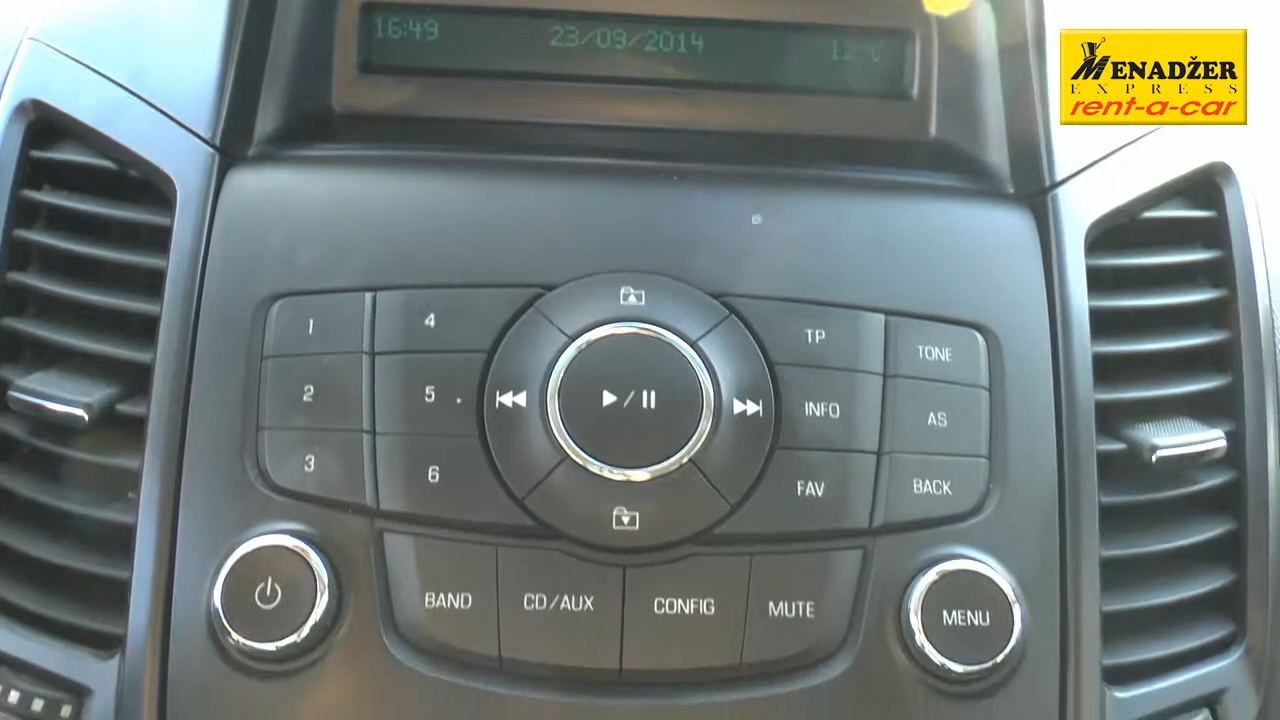 16:49 23/09/2014
MENADŽER
EXPRESS
rent-a-car
1 4 TP TONE
2 5 INFO AS
3 6 FAV BACK
BAND CD/AUX CONFIG MUTE MENU